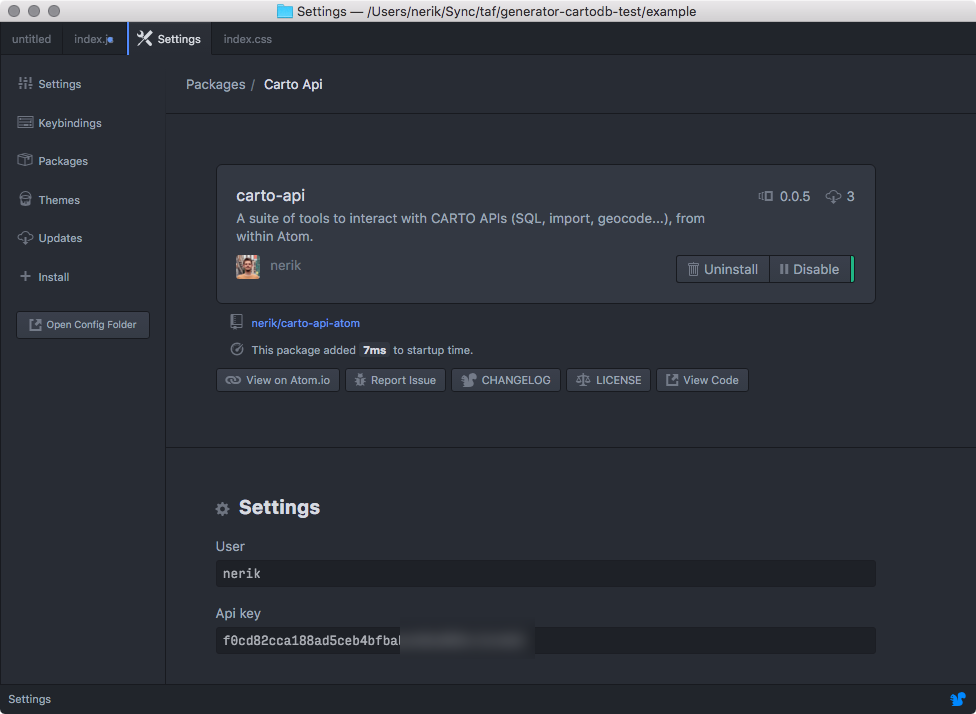 Settings — /Users/nerik/Sync/taf/generator-cartodb-test/example
untitled
index.js
Settings
index.css
Settings
Keybindings
Packages
Themes
Updates
Install
Open Config Folder
Packages / Carto Api
carto-api
0.0.5
3
A suite of tools to interact with CARTO APIs (SQL, import, geocode...), from
within Atom.
nerik
Uninstall
Disable
nerik/carto-api-atom
This package added 7ms to startup time.
View on Atom.io
Report Issue
CHANGELOG
LICENSE
View Code
Settings
User
nerik
Api key
f0cd82cca188ad5ceb4bfba
Settings